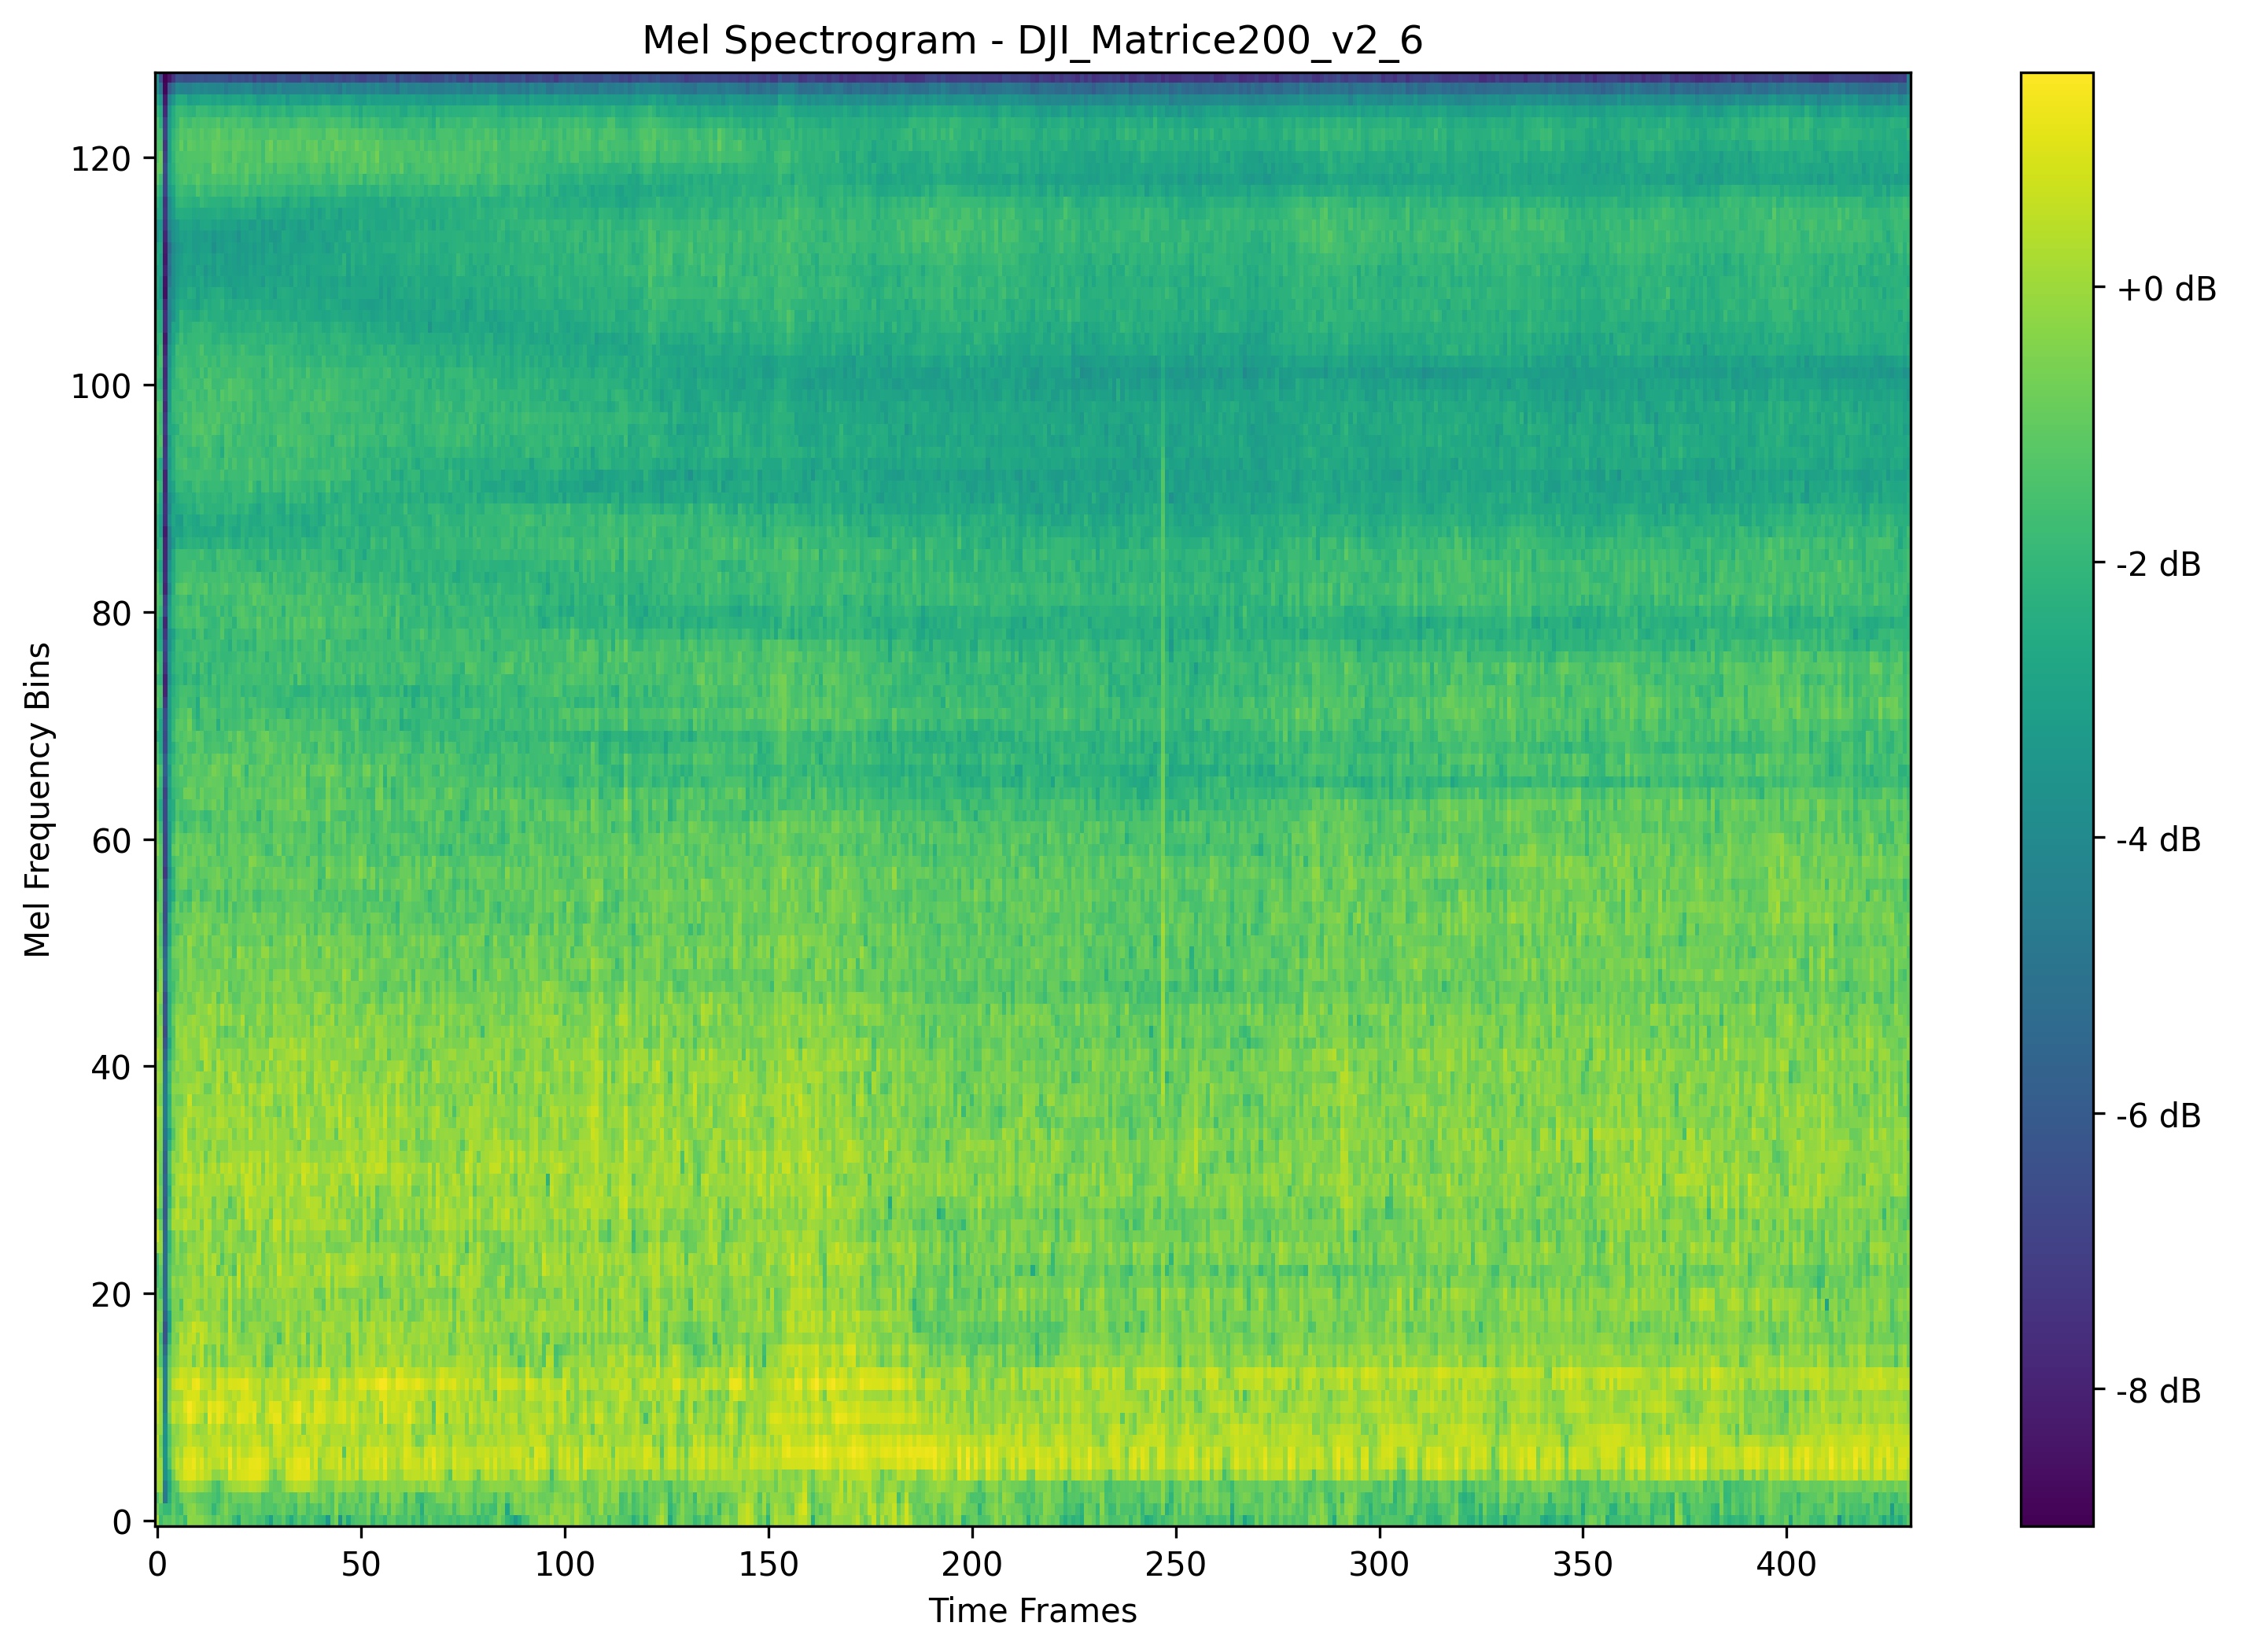 Mel Spectrogram - DJI_Matrice200_v2_6
120
100
80
60
40
20
0
Mel Frequency Bins
0 50 100 150 200 250 300 350 400
Time Frames
+0 dB
-2 dB
-4 dB
-6 dB
-8 dB